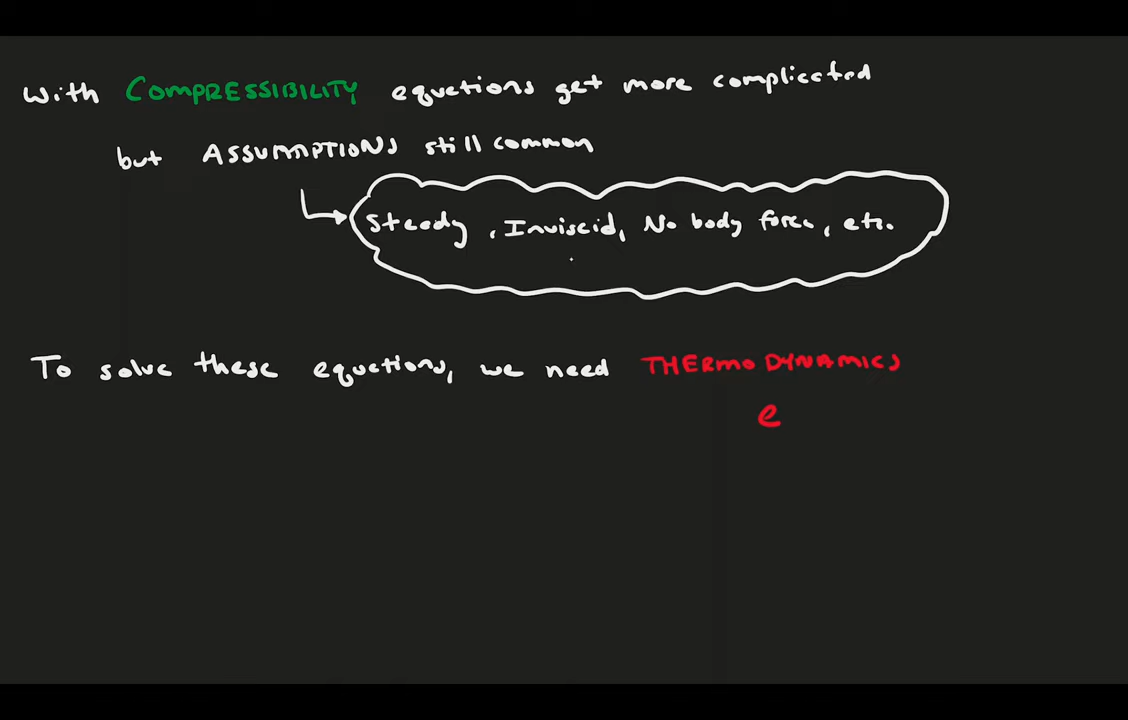 With COMPRESSIBILITY equations get more complicated
but ASSUMPTIONS still common
Steady, Inviscid, No body force, etc.
To solve these equations, we need THERMODYNAMICS
e